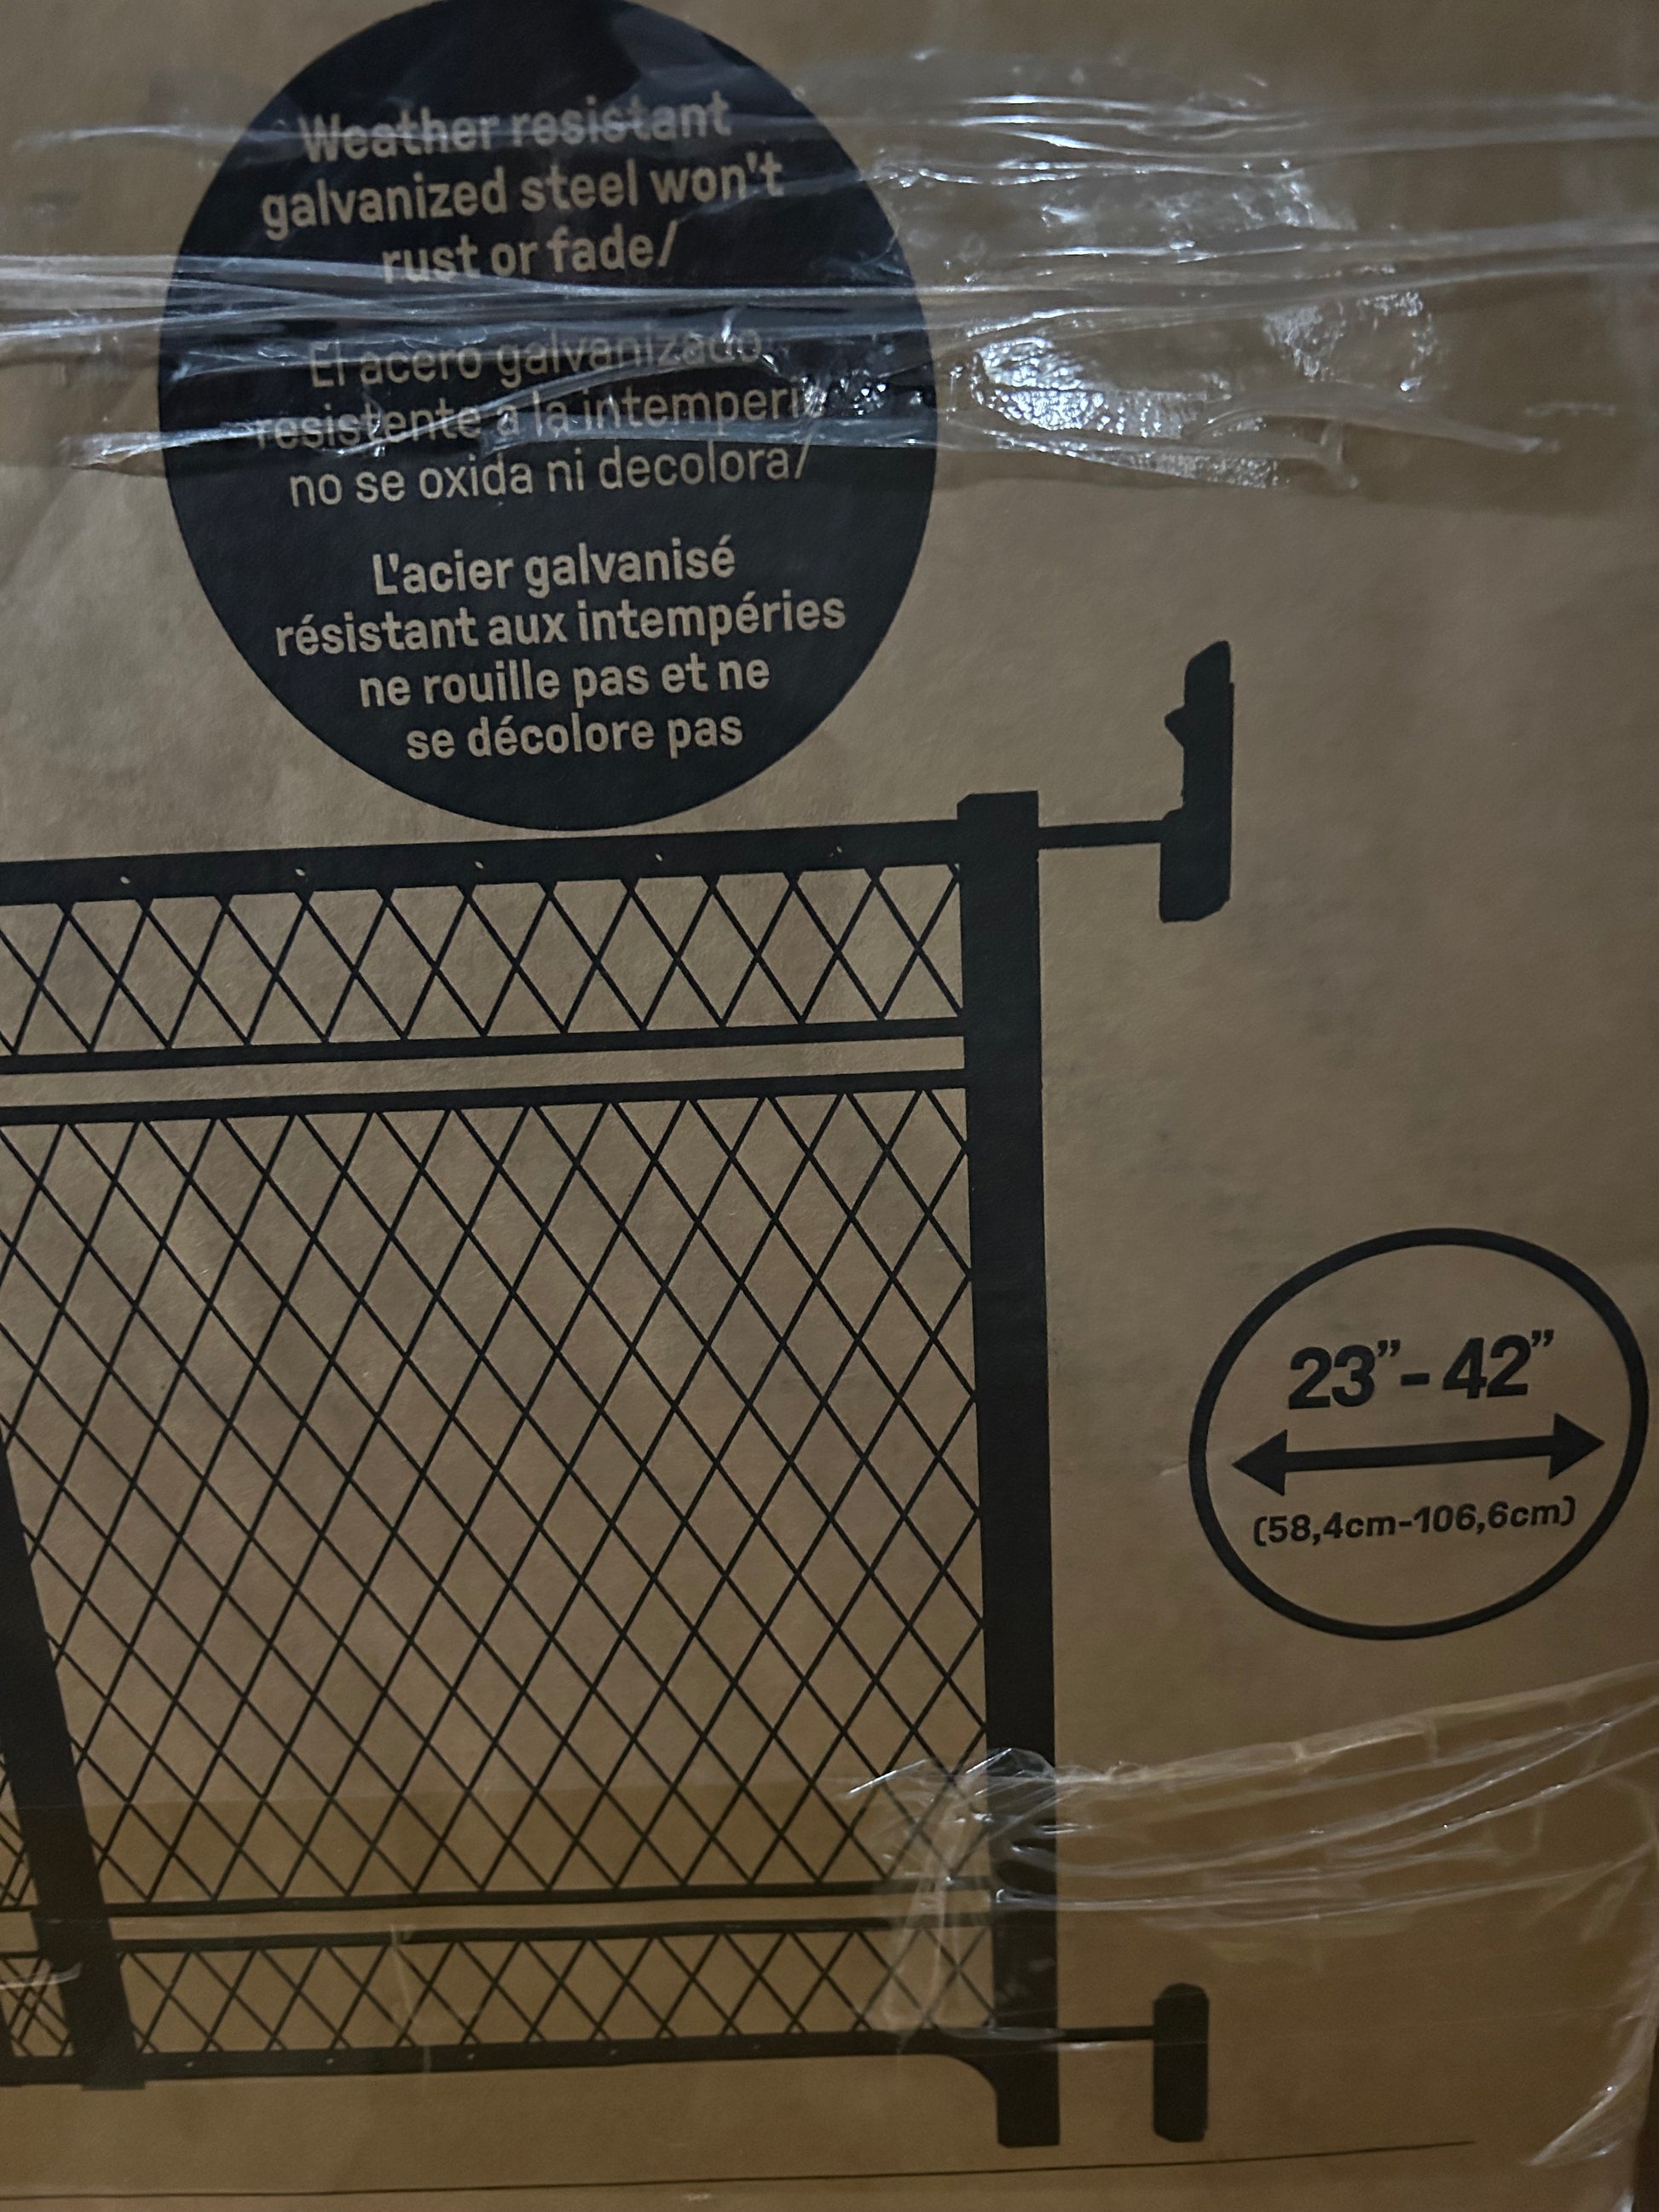 Weather resistant
galvanized steel won't
rust or fade/
El acero galvanizado
resistente a la intemperie
no se oxida ni decolora/
L'acier galvanisé
résistant aux intempéries
ne rouille pas et ne
se décolore pas
23”- 42”
(58,4cm-106,6cm)